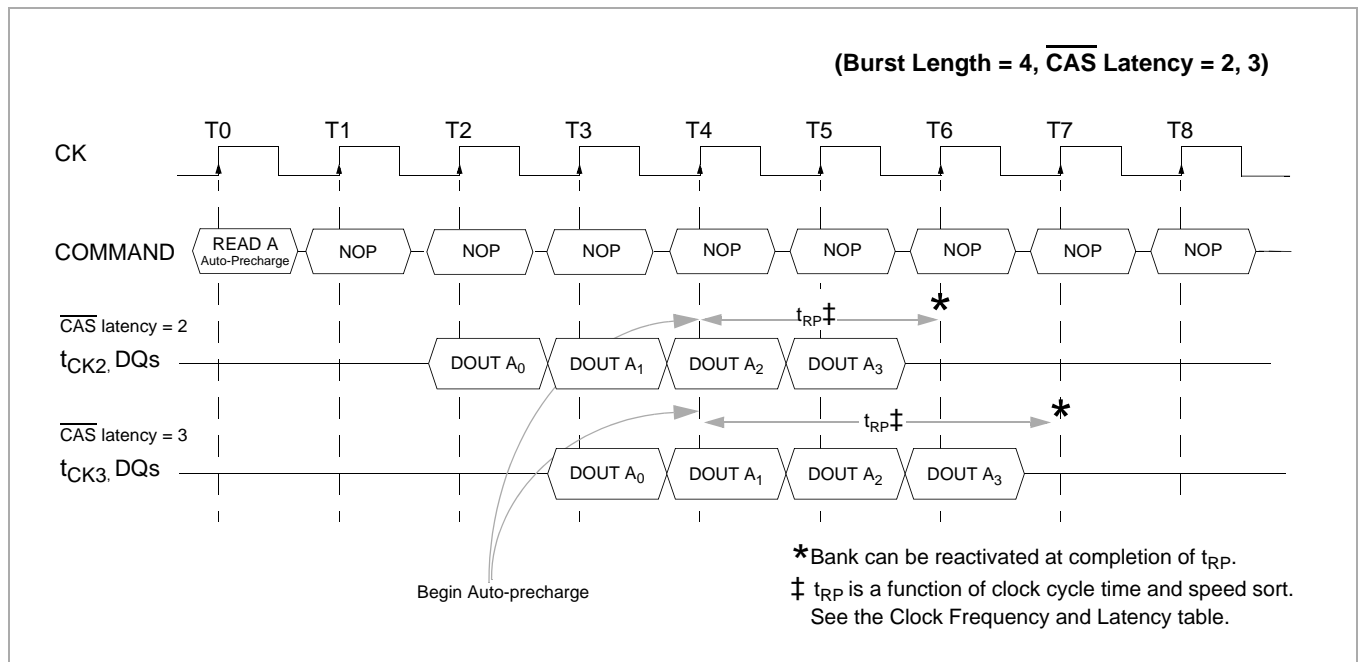 (Burst Length = 4, CAS Latency = 2, 3)
T0 T1 T2 T3 T4 T5 T6 T7 T8
CK
COMMAND
READ A
Auto-Precharge
NOP NOP NOP NOP NOP NOP NOP NOP
CAS latency = 2
tCK2, DQs
tRP‡
*
DOUT A0 DOUT A1 DOUT A2 DOUT A3
CAS latency = 3
tCK3, DQs
tRP‡
*
DOUT A0 DOUT A1 DOUT A2 DOUT A3
Begin Auto-precharge
*Bank can be reactivated at completion of tRP.
‡ tRP is a function of clock cycle time and speed sort.
See the Clock Frequency and Latency table.